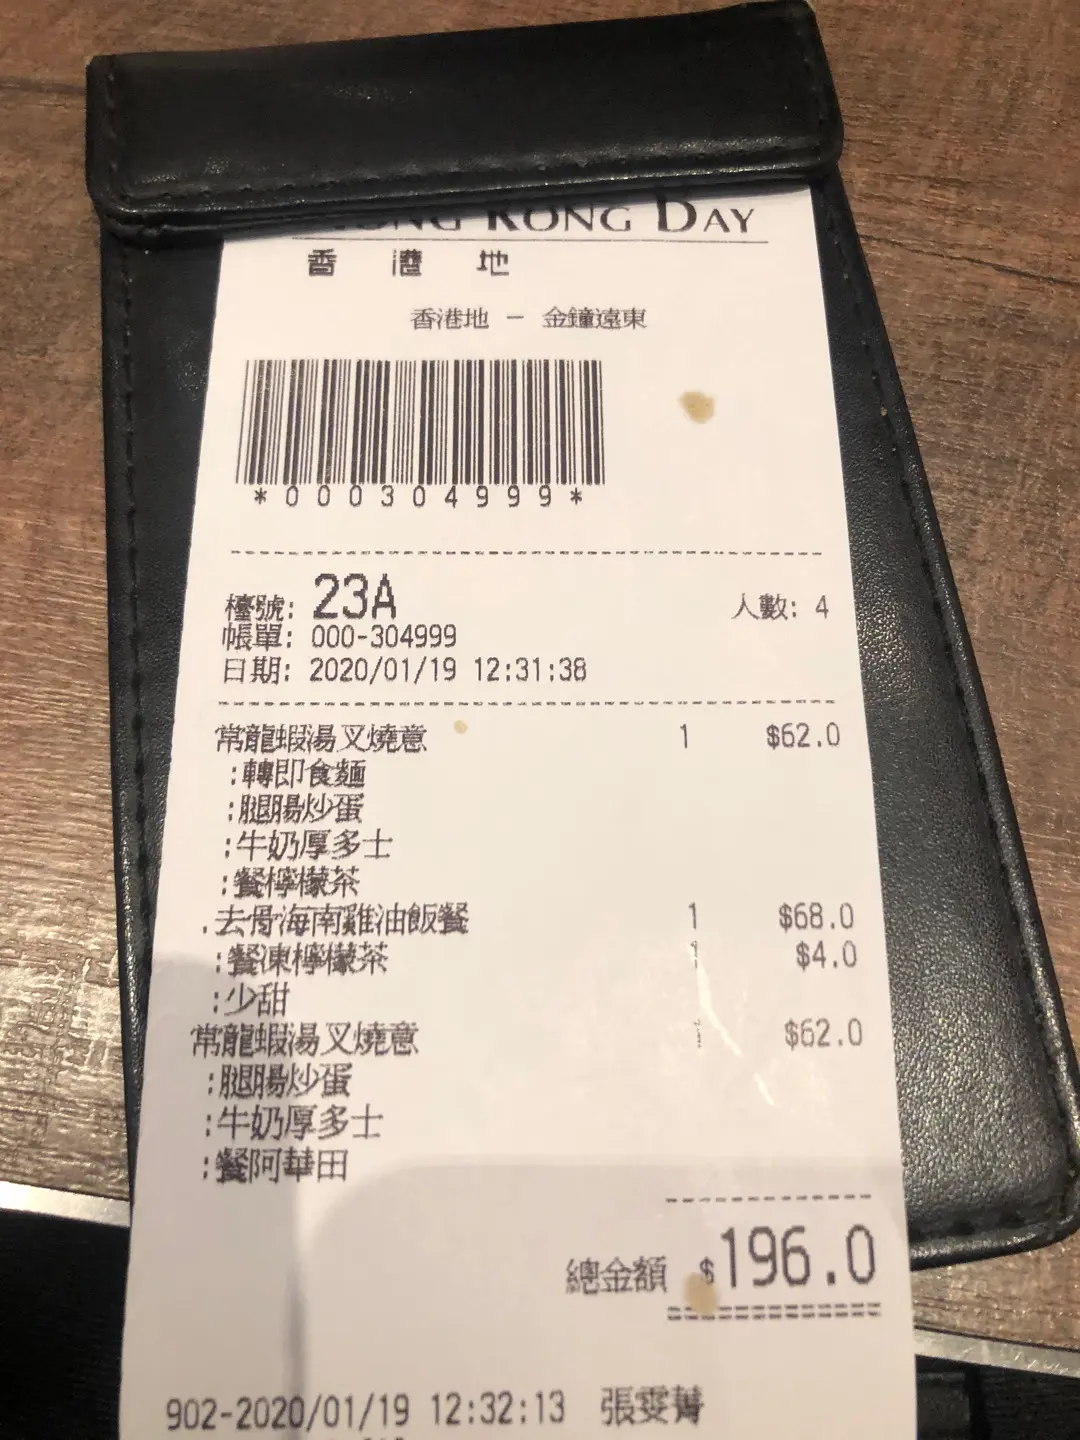 HONG KONG DAY
香港地
香港地 - 金鐘遠東
*000304999*
檯號: 23A 人數: 4
帳單: 000-304999
日期: 2020/01/19 12:31:38
常龍蝦湯叉燒意 1 $62.0
:轉即食麵
:腿腸炒蛋
:牛奶厚多士
:餐檸檬茶
.去骨海南雞油飯餐 1 $68.0
:餐凍檸檬茶 1 $4.0
:少甜
常龍蝦湯叉燒意 1 $62.0
:腿腸炒蛋
:牛奶厚多士
:餐阿華田
總金額 $196.0
902-2020/01/19 12:32:13 張雯菁